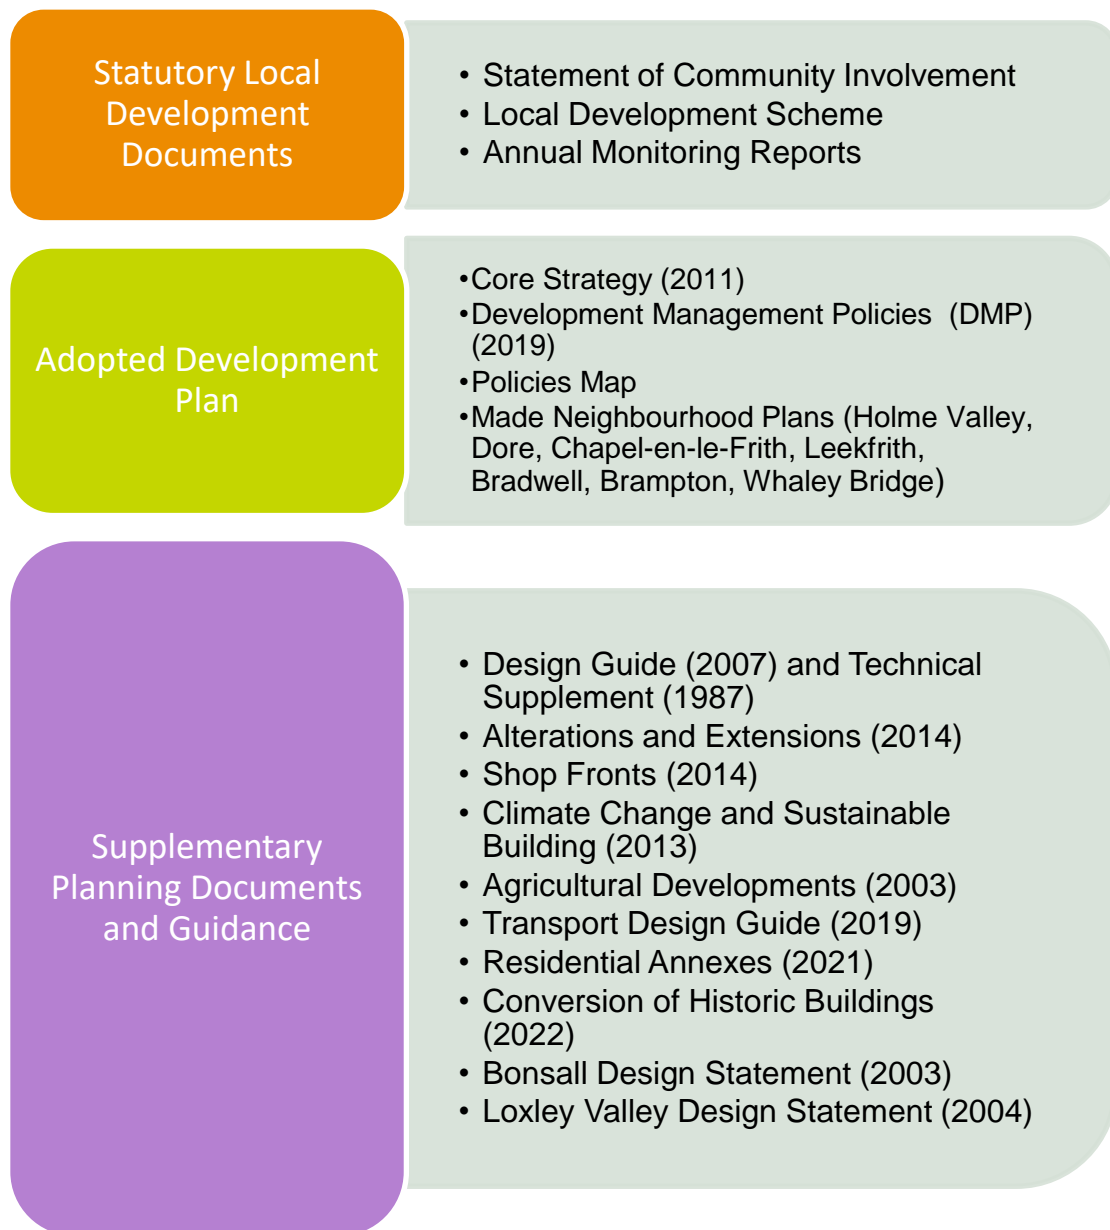 Statutory Local
Development
Documents
• Statement of Community Involvement
• Local Development Scheme
• Annual Monitoring Reports
Adopted Development
Plan
•Core Strategy (2011)
•Development Management Policies (DMP)
(2019)
•Policies Map
•Made Neighbourhood Plans (Holme Valley,
Dore, Chapel-en-le-Frith, Leekfrith,
Bradwell, Brampton, Whaley Bridge)
Supplementary
Planning Documents
and Guidance
• Design Guide (2007) and Technical
Supplement (1987)
• Alterations and Extensions (2014)
• Shop Fronts (2014)
• Climate Change and Sustainable
Building (2013)
• Agricultural Developments (2003)
• Transport Design Guide (2019)
• Residential Annexes (2021)
• Conversion of Historic Buildings
(2022)
• Bonsall Design Statement (2003)
• Loxley Valley Design Statement (2004)